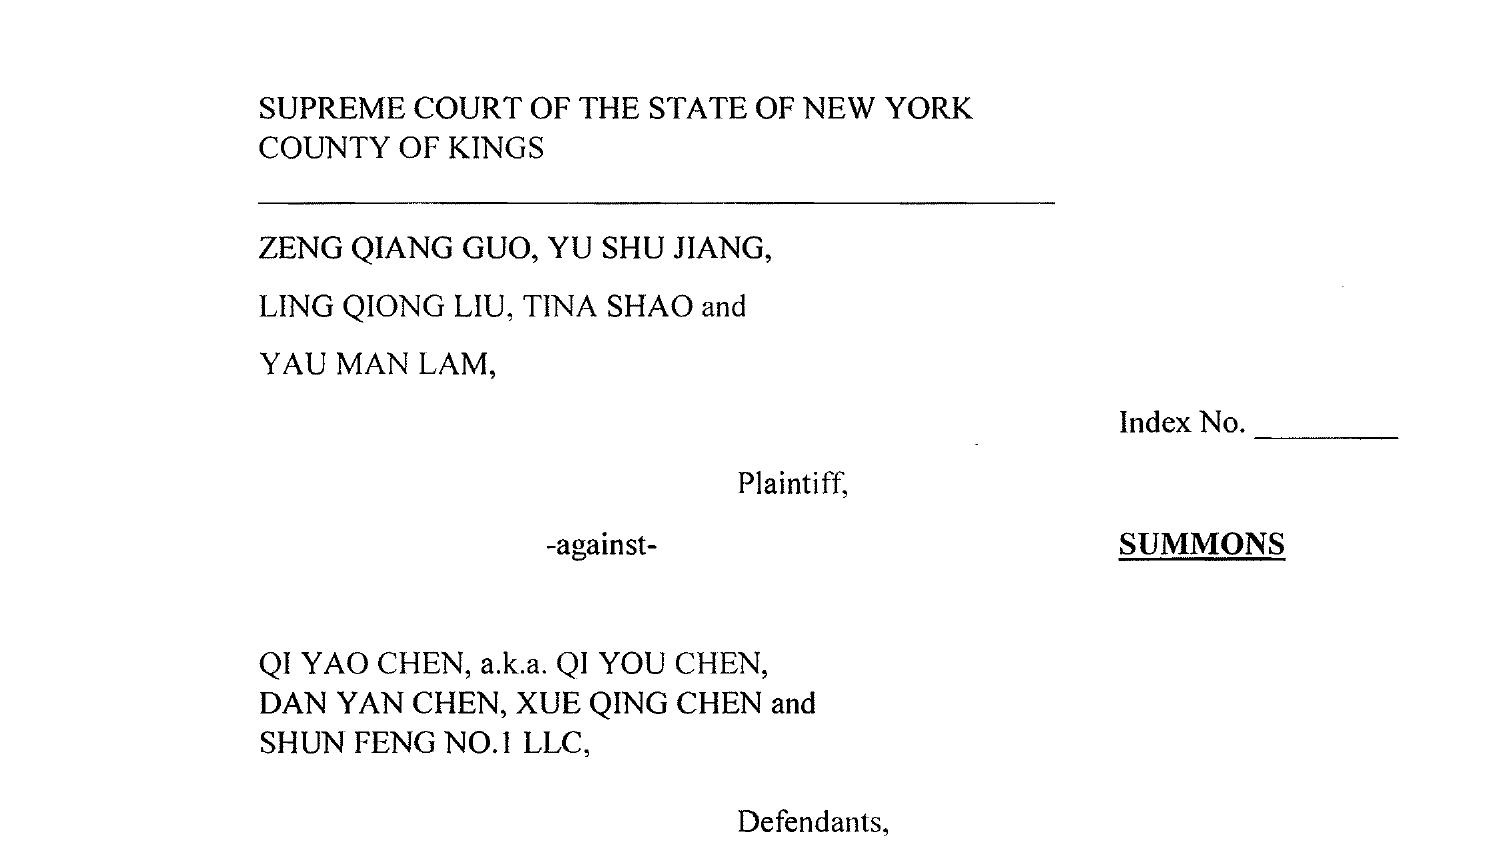 SUPREME COURT OF THE STATE OF NEW YORK
COUNTY OF KINGS
ZENG QIANG GUO, YU SHU JIANG,
LING QIONG LIU, TINA SHAO and
YAU MAN LAM,
Index No. __________
Plaintiff,
-against-
SUMMONS
QI YAO CHEN, a.k.a. QI YOU CHEN,
DAN YAN CHEN, XUE QING CHEN and
SHUN FENG NO.1 LLC,
Defendants,